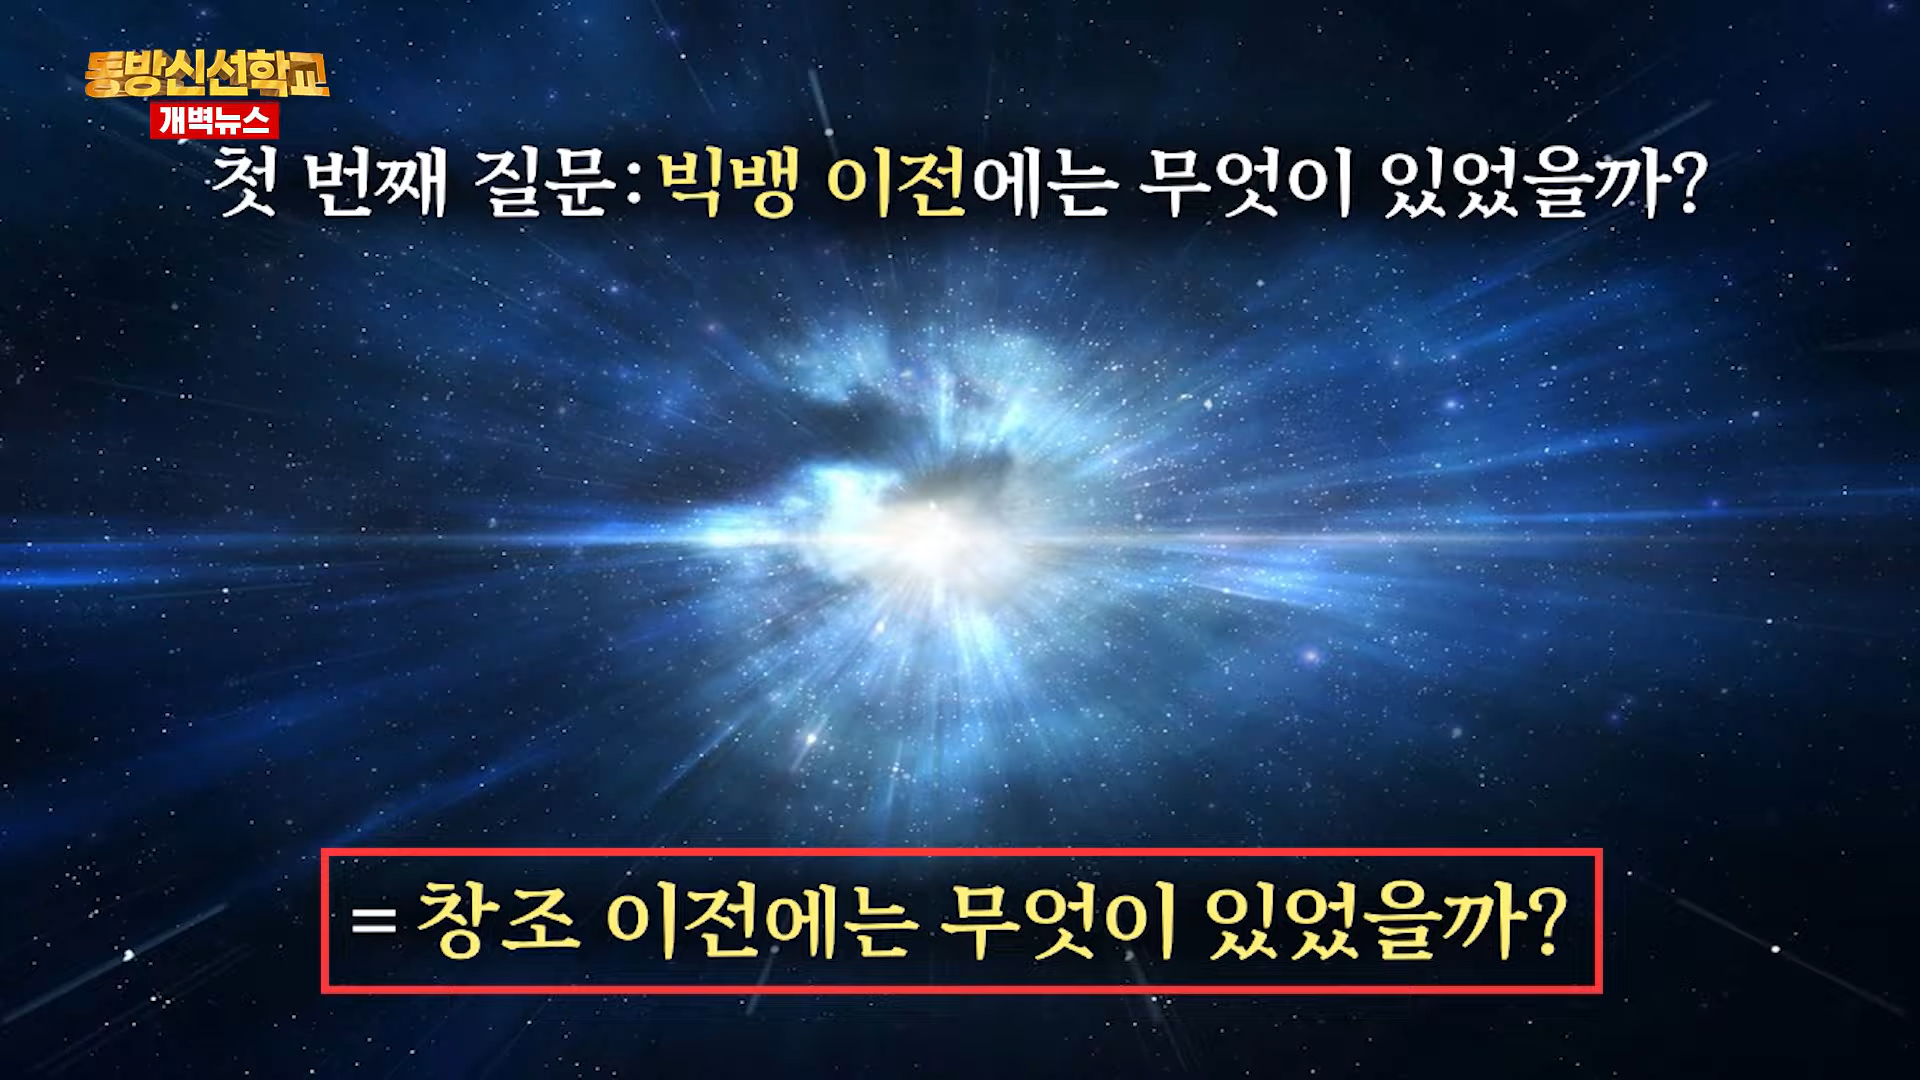 동방신선학교
개벽뉴스
첫 번째 질문: 빅뱅 이전에는 무엇이 있었을까?
= 창조 이전에는 무엇이 있었을까?